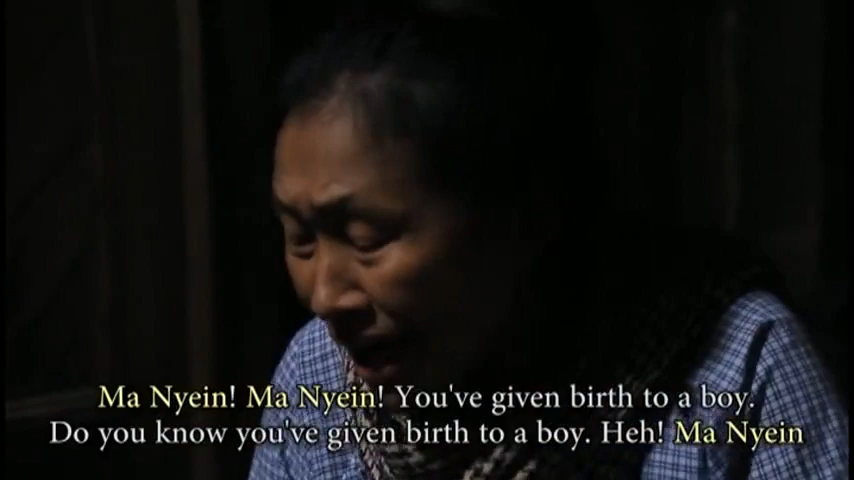 Ma Nyein! Ma Nyein! You've given birth to a boy.
Do you know you've given birth to a boy. Heh! Ma Nyein